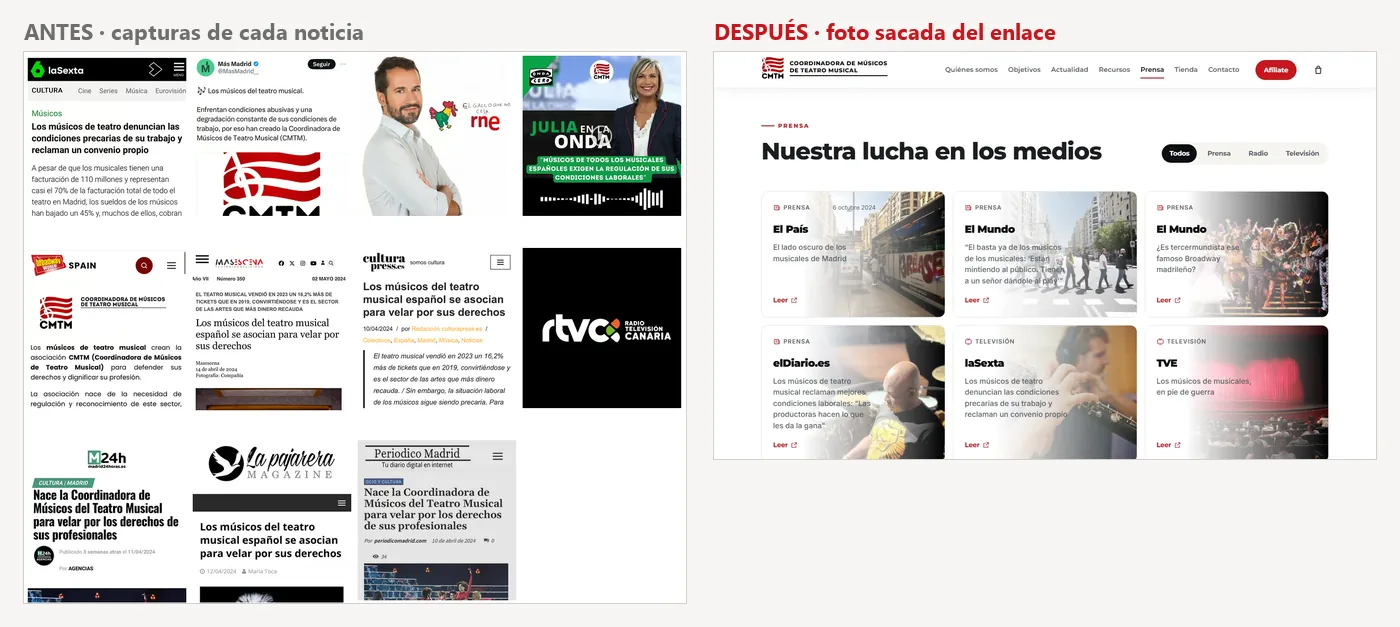 ANTES · capturas de cada noticia
laSexta
MENÚ
CULTURA Cine Series Música Eurovisión
Músicos
Los músicos de teatro denuncian las
condiciones precarias de su trabajo y
reclaman un convenio propio
A pesar de que los musicales tienen una
facturación de 110 millones y representan
casi el 70% de la facturación total de todo el
teatro en Madrid, los sueldos de los músicos
han bajado un 45% y, muchos de ellos, cobran
Más Madrid
@MasMadrid__
Seguir
Los músicos del teatro musical.
Enfrentan condiciones abusivas y una
degradación constante de sus condiciones de
trabajo, por eso han creado la Coordinadora de
Músicos de Teatro Musical (CMTM).
CMTM
EL GALLO QUE NO
CESA
rne
ONDA
CERO
CMTM
JULIA EN LA
ONDA
"MÚSICOS DE TODOS LOS MUSICALES
ESPAÑOLES EXIGEN LA REGULACIÓN DE SUS
CONDICIONES LABORALES"
SPAIN
COORDINADORA DE MÚSICOS
DE TEATRO MUSICAL
CMTM
Los músicos de teatro musical crean la
asociación CMTM (Coordinadora de Músicos
de Teatro Musical) para defender sus
derechos y dignificar su profesión.
La asociación nace de la necesidad de
regulación y reconocimiento de este sector,
MASESCENA
Año VII Número 350 02 MAYO 2024
EL TEATRO MUSICAL VENDIÓ EN 2023 UN 16,2% MÁS DE
TICKETS QUE EN 2019, CONVIRTIÉNDOSE Y ES EL SECTOR
DE LAS ARTES QUE MÁS DINERO RECAUDA
Los músicos del teatro musical
español se asocian para velar por
sus derechos
Masescena
14 de abril de 2024
Fotografía: Compañía
cultura
press.es somos cultura
Los músicos del teatro
musical español se asocian
para velar por sus derechos
10/04/2024 / por Redacción culturapress.es /
Colectivos, España, Madrid, Música, Noticias
El teatro musical vendió en 2023 un 16,2%
más de tickets que en 2019, convirtiéndose y
es el sector de las artes que más dinero
recauda. / Sin embargo, la situación laboral
de los músicos sigue siendo precaria. Para
rtvc
RADIO
TELEVISIÓN
CANARIA
M24h
madrid24horas.es
CULTURA | MADRID
Nace la Coordinadora de
Músicos del Teatro Musical
para velar por los derechos de
sus profesionales
Publicado 3 semanas atras el 11/04/2024
Por AGENCIAS
La pajarera
MAGAZINE
Los músicos del teatro
musical español se asocian
para velar por sus derechos
12/04/2024 María Toca
Periodico Madrid
Tu diario digital en internet
OCIO Y CULTURA
Nace la Coordinadora de
Músicos del Teatro Musical
para velar por los derechos
de sus profesionales
Por periodicomadrid.com 10 de abril de 2024 0
34
DESPUÉS · foto sacada del enlace
CMTM
COORDINADORA DE MÚSICOS
DE TEATRO MUSICAL
Quiénes somos Objetivos Actualidad Recursos Prensa Tienda Contacto Afíliate
PRENSA
Nuestra lucha en los medios
Todos Prensa Radio Televisión
PRENSA 6 octubre 2024
El País
El lado oscuro de los
musicales de Madrid
Leer
PRENSA
El Mundo
"El basta ya de los músicos
de los musicales: 'Están
mintiendo al público. Tienen
a un señor dándole al play'"
Leer
PRENSA
El Mundo
¿Es tercermundista ese
famoso Broadway
madrileño?
Leer
PRENSA
elDiario.es
Los músicos de teatro
musical reclaman mejores
condiciones laborales: "Las
productoras hacen lo que
les da la gana"
Leer
TELEVISIÓN
laSexta
Los músicos de teatro
denuncian las condiciones
precarias de su trabajo y
reclaman un convenio propio
Leer
TELEVISIÓN
TVE
Los músicos de musicales,
en pie de guerra
Leer